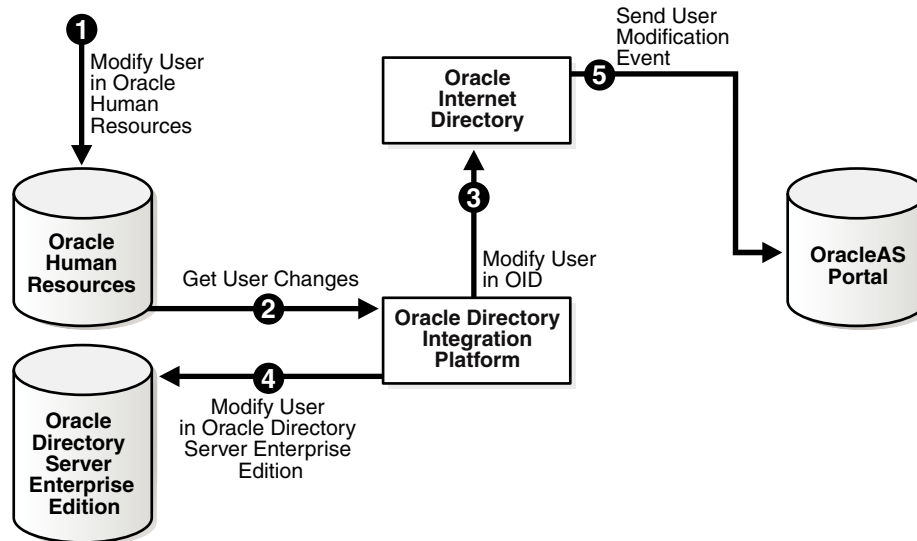 1
Modify User
in Oracle
Human
Resources
Oracle
Human
Resources
Get User Changes
2
Oracle Directory
Integration
Platform
3
Modify User
in OID
Oracle
Internet
Directory
4
Modify User
in Oracle Directory
Server Enterprise
Edition
Oracle
Directory
Server
Enterprise
Edition
Send User
Modification
Event
5
OracleAS
Portal